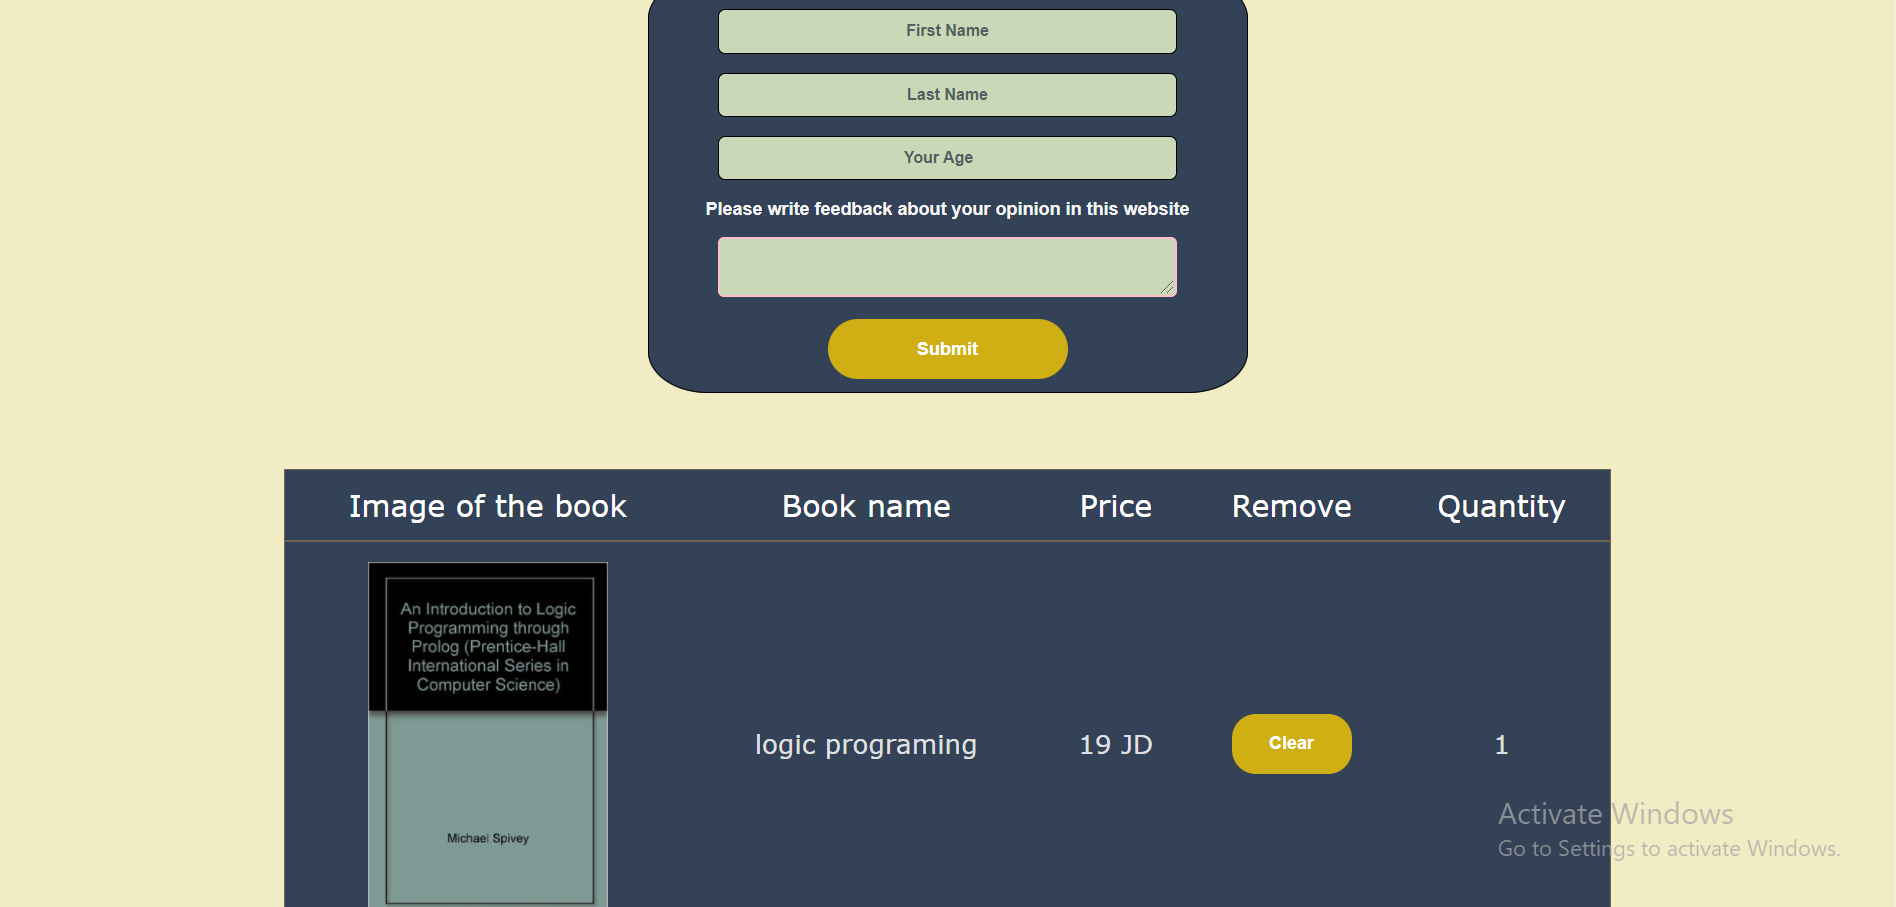 First Name
Last Name
Your Age
Please write feedback about your opinion in this website
Submit
Image of the book Book name Price Remove Quantity
An Introduction to Logic
Programming through
Prolog (Prentice-Hall
International Series in
Computer Science)
Michael Spivey
logic programing 19 JD Clear 1
Activate Windows
Go to Settings to activate Windows.